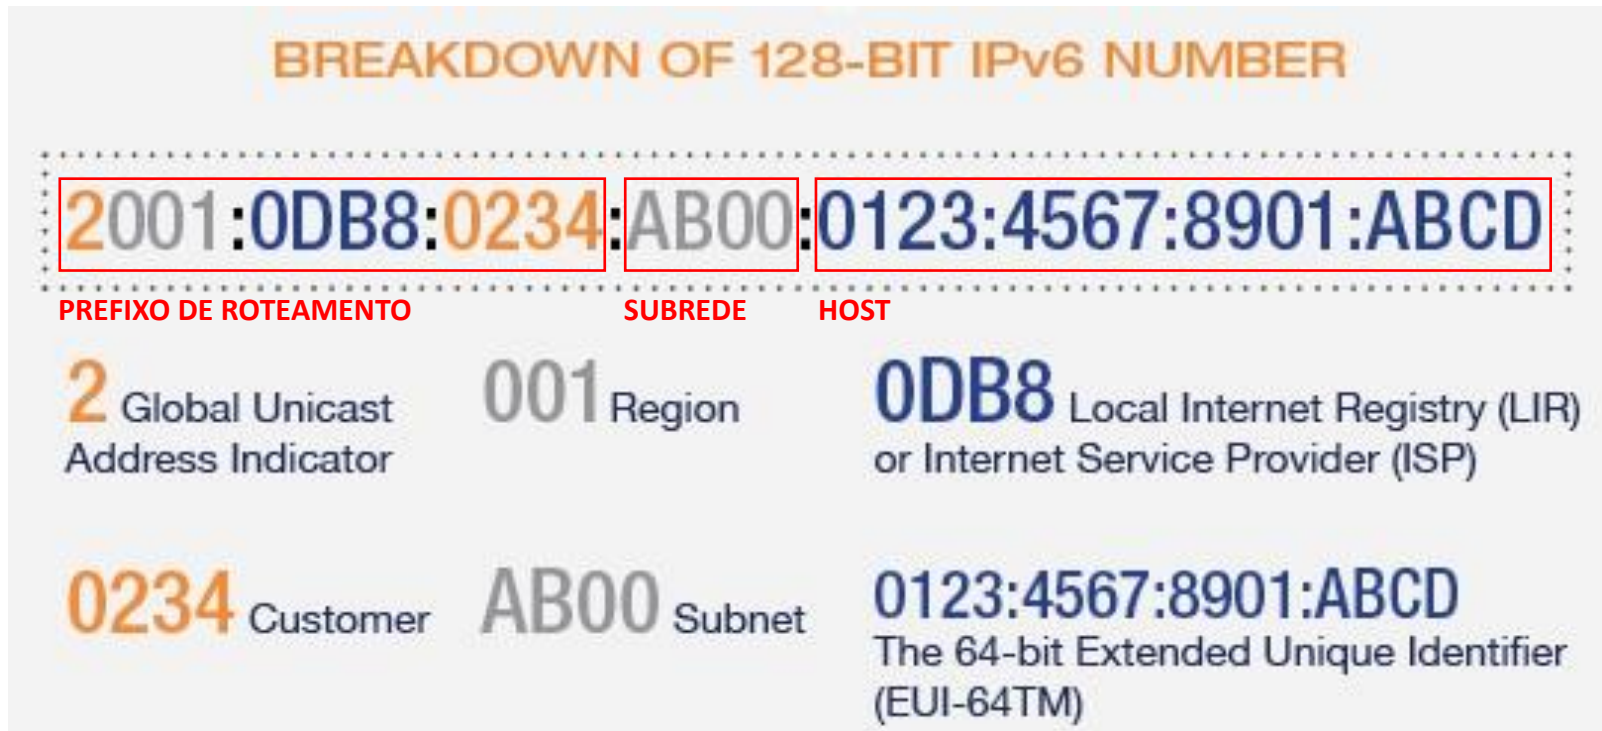 BREAKDOWN OF 128-BIT IPv6 NUMBER
2001:0DB8:0234:AB00:0123:4567:8901:ABCD
PREFIXO DE ROTEAMENTO SUBREDE HOST
2 Global Unicast
Address Indicator
001 Region
0DB8 Local Internet Registry (LIR)
or Internet Service Provider (ISP)
0234 Customer
AB00 Subnet
0123:4567:8901:ABCD
The 64-bit Extended Unique Identifier
(EUI-64TM)